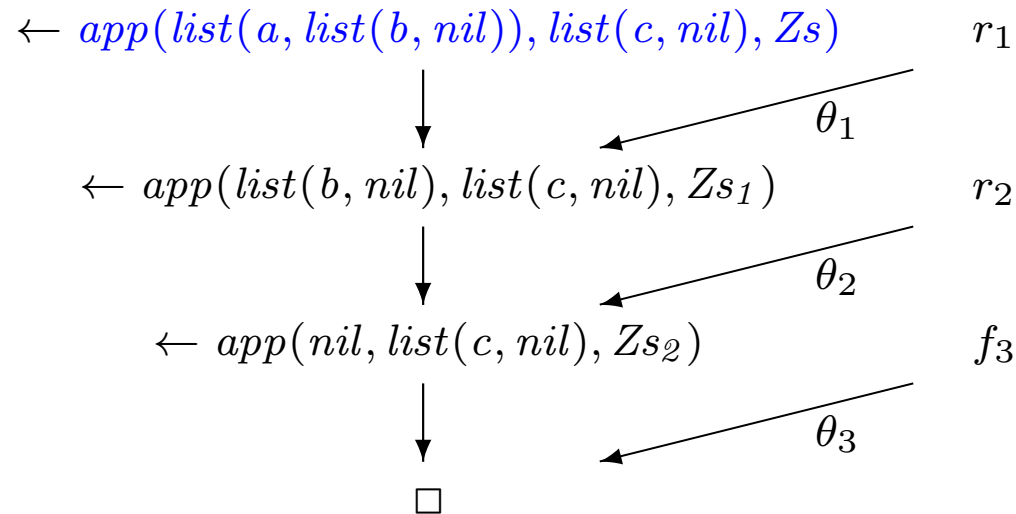 ← app(list(a, list(b, nil)), list(c, nil), Zs) r₁
θ₁
← app(list(b, nil), list(c, nil), Zs₁) r₂
θ₂
← app(nil, list(c, nil), Zs₂) f₃
θ₃
□